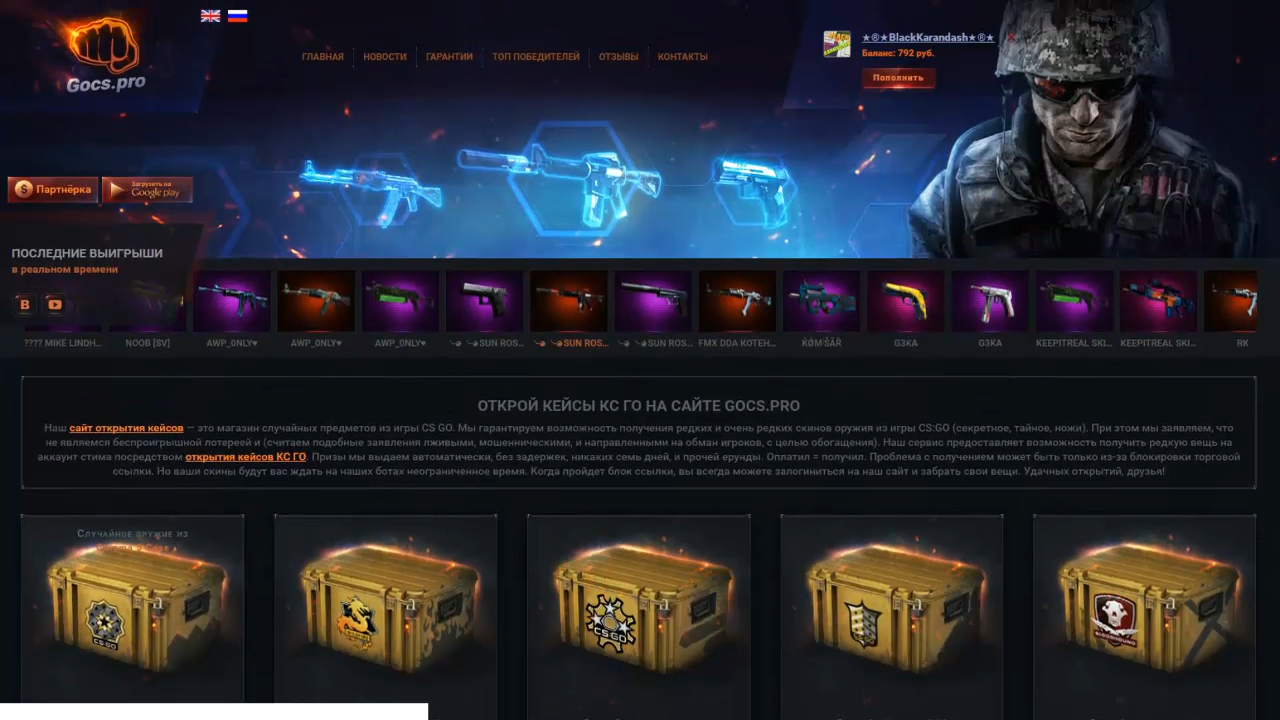 Gocs.pro
ГЛАВНАЯ
НОВОСТИ
ГАРАНТИИ
ТОП ПОБЕДИТЕЛЕЙ
ОТЗЫВЫ
КОНТАКТЫ
★®★BlackKarandash★®★
Баланс: 792 руб.
Пополнить
Партнёрка
Загрузить на
Google play
ПОСЛЕДНИЕ ВЫИГРЫШИ
в реальном времени
B
???? MIKE LINDH...
NOOB [SV]
AWP_0NLY♥
AWP_0NLY♥
AWP_0NLY♥
SUN ROS...
SUN ROS...
SUN ROS...
FMX DDA KOTEH...
G3KA
G3KA
KEEPITREAL SKI...
KEEPITREAL SKI...
RK
ОТКРОЙ КЕЙСЫ КС ГО НА САЙТЕ GOCS.PRO
Наш сайт открытия кейсов — это магазин случайных предметов из игры CS GO. Мы гарантируем возможность получения редких и очень редких скинов оружия из игры CS:GO (секретное, тайное, ножи). При этом мы заявляем, что
не являемся беспроигрышной лотереей и (считаем подобные заявления лживыми, мошенническими, и направленными на обман игроков, с целью обогащения). Наш сервис предоставляет возможность получить редкую вещь на
аккаунт стима посредством открытия кейсов КС ГО. Призы мы выдаем автоматически, без задержек, никаких семь дней, и прочей ерунды. Оплатил = получил. Проблема с получением может быть только из-за блокировки торговой
ссылки. Но ваши скины будут вас ждать на наших ботах неограниченное время. Когда пройдет блок ссылки, вы всегда можете залогиниться на наш сайт и забрать свои вещи. Удачных открытий, друзья!
Случайное оружие из
CS:GO
CS:GO